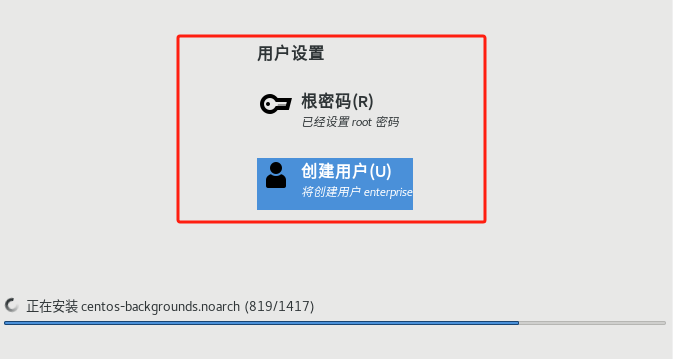 用户设置
根密码(R)
已经设置 root 密码
创建用户(U)
将创建用户 enterprise
正在安装 centos-backgrounds.noarch (819/1417)